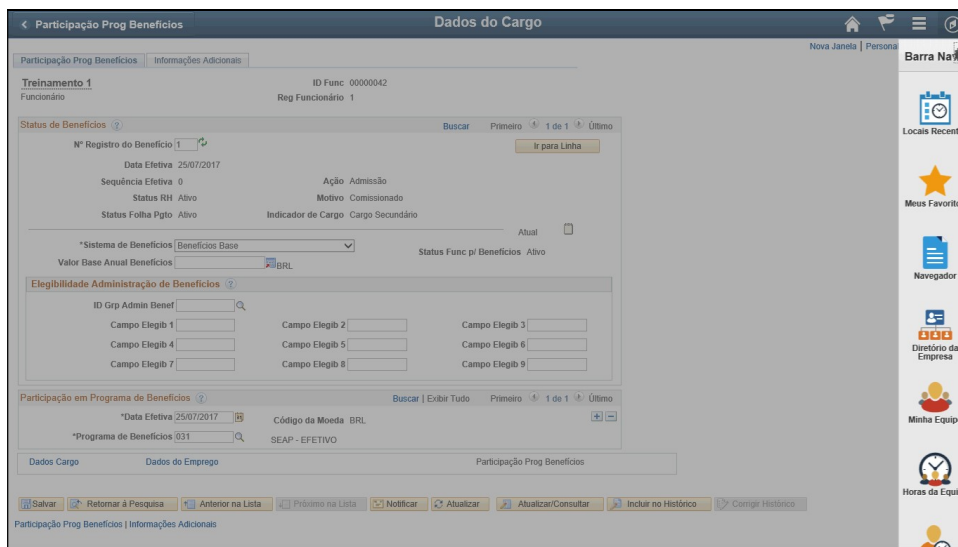 Participação Prog Benefícios
Dados do Cargo
Nova Janela | Persona
Participação Prog Benefícios
Informações Adicionais
Treinamento 1
ID Func 00000042
Funcionário
Reg Funcionário 1
Status de Benefícios
Buscar Primeiro 1 de 1 Último
Nº Registro do Benefício 1
Ir para Linha
Data Efetiva 25/07/2017
Sequência Efetiva 0
Ação Admissão
Status RH Ativo
Motivo Comissionado
Status Folha Pgto Ativo
Indicador de Cargo Cargo Secundário
Atual
*Sistema de Benefícios Benefícios Base
Status Func p/ Benefícios Ativo
Valor Base Anual Benefícios
BRL
Elegibilidade Administração de Benefícios
ID Grp Admin Benef
Campo Elegib 1 Campo Elegib 2 Campo Elegib 3
Campo Elegib 4 Campo Elegib 5 Campo Elegib 6
Campo Elegib 7 Campo Elegib 8 Campo Elegib 9
Participação em Programa de Benefícios
Buscar | Exibir Tudo Primeiro 1 de 1 Último
*Data Efetiva 25/07/2017
Código da Moeda BRL
*Programa de Benefícios 031
SEAP - EFETIVO
Dados Cargo Dados do Emprego Participação Prog Benefícios
Salvar Retornar à Pesquisa Anterior na Lista Próximo na Lista Notificar Atualizar Atualizar/Consultar Incluir no Histórico Corrigir Histórico
Participação Prog Benefícios | Informações Adicionais
Barra Nav
Locais Recent
Meus Favorito
Navegador
Diretório da
Empresa
Minha Equip
Horas da Equi